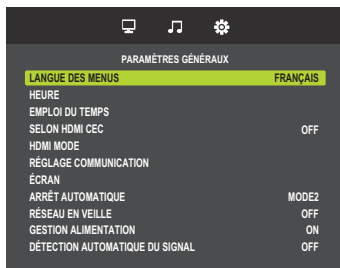 PARAMÈTRES GÉNÉRAUX
LANGUE DES MENUS FRANÇAIS
HEURE
EMPLOI DU TEMPS
SELON HDMI CEC OFF
HDMI MODE
RÉGLAGE COMMUNICATION
ÉCRAN
ARRÊT AUTOMATIQUE MODE2
RÉSEAU EN VEILLE OFF
GESTION ALIMENTATION ON
DÉTECTION AUTOMATIQUE DU SIGNAL OFF